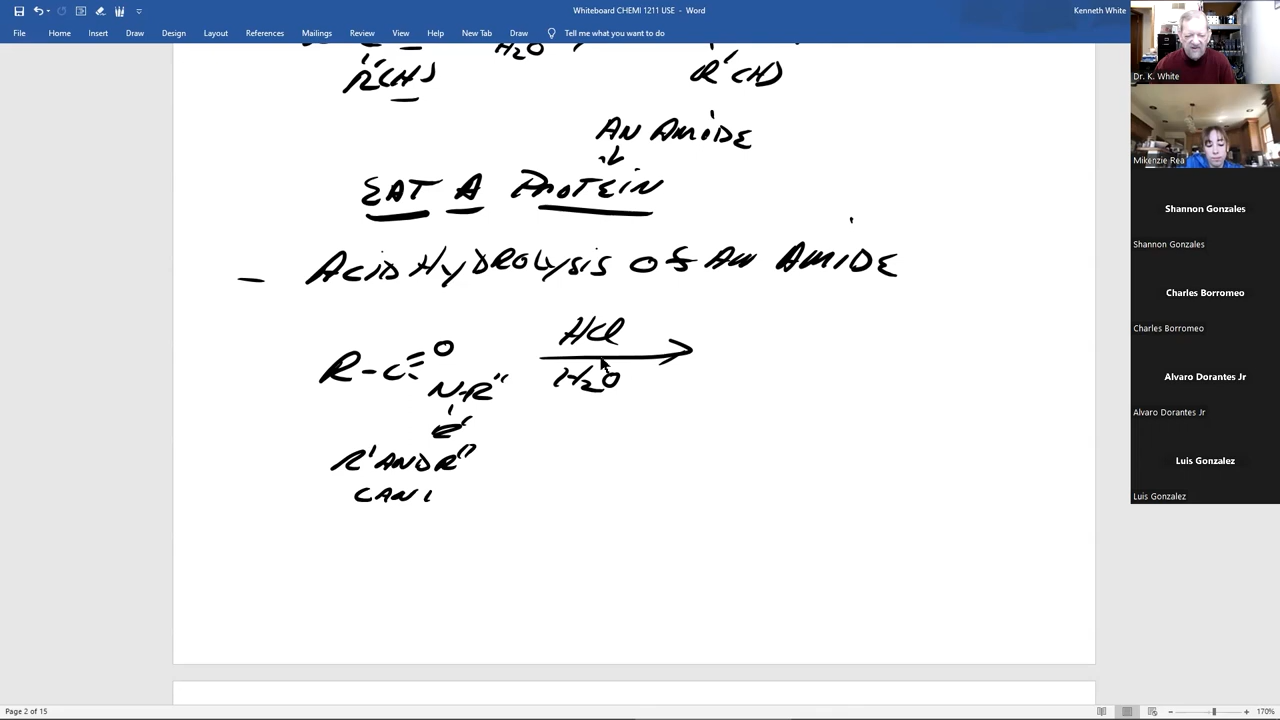 Whiteboard CHEMI 1211 USE - Word
Kenneth White
File Home Insert Draw Design Layout References Mailings Review View Help New Tab Draw Tell me what you want to do
H2O
R'(H)
R'(H)
AN AMIDE
EAT A PROTEIN
- ACID HYDROLYSIS OF AN AMIDE
HCl
R-C=O
N-R"
H2O
R'
R' AND R"
CAN
Dr. K. White
Mikenzie Rea
Shannon Gonzales
Shannon Gonzales
Charles Borromeo
Charles Borromeo
Alvaro Dorantes Jr
Alvaro Dorantes Jr
Luis Gonzalez
Luis Gonzalez
Page 2 of 15
170%